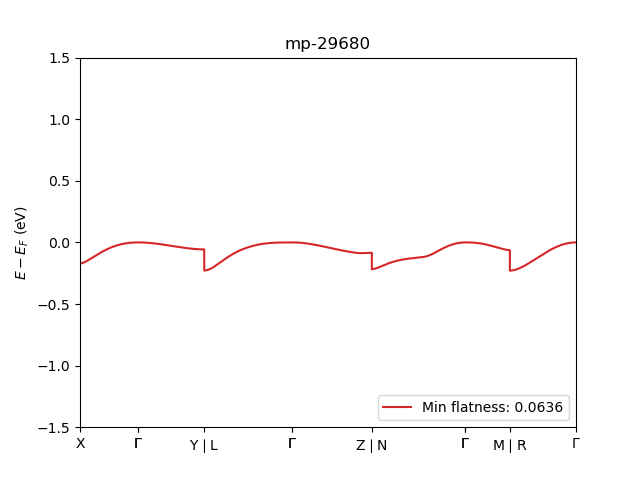 mp-29680
1.5
1.0
0.5
0.0
−0.5
−1.0
−1.5
E − E_F (eV)
Min flatness: 0.0636
X Γ Y | L Γ Z | N Γ M | R Γ